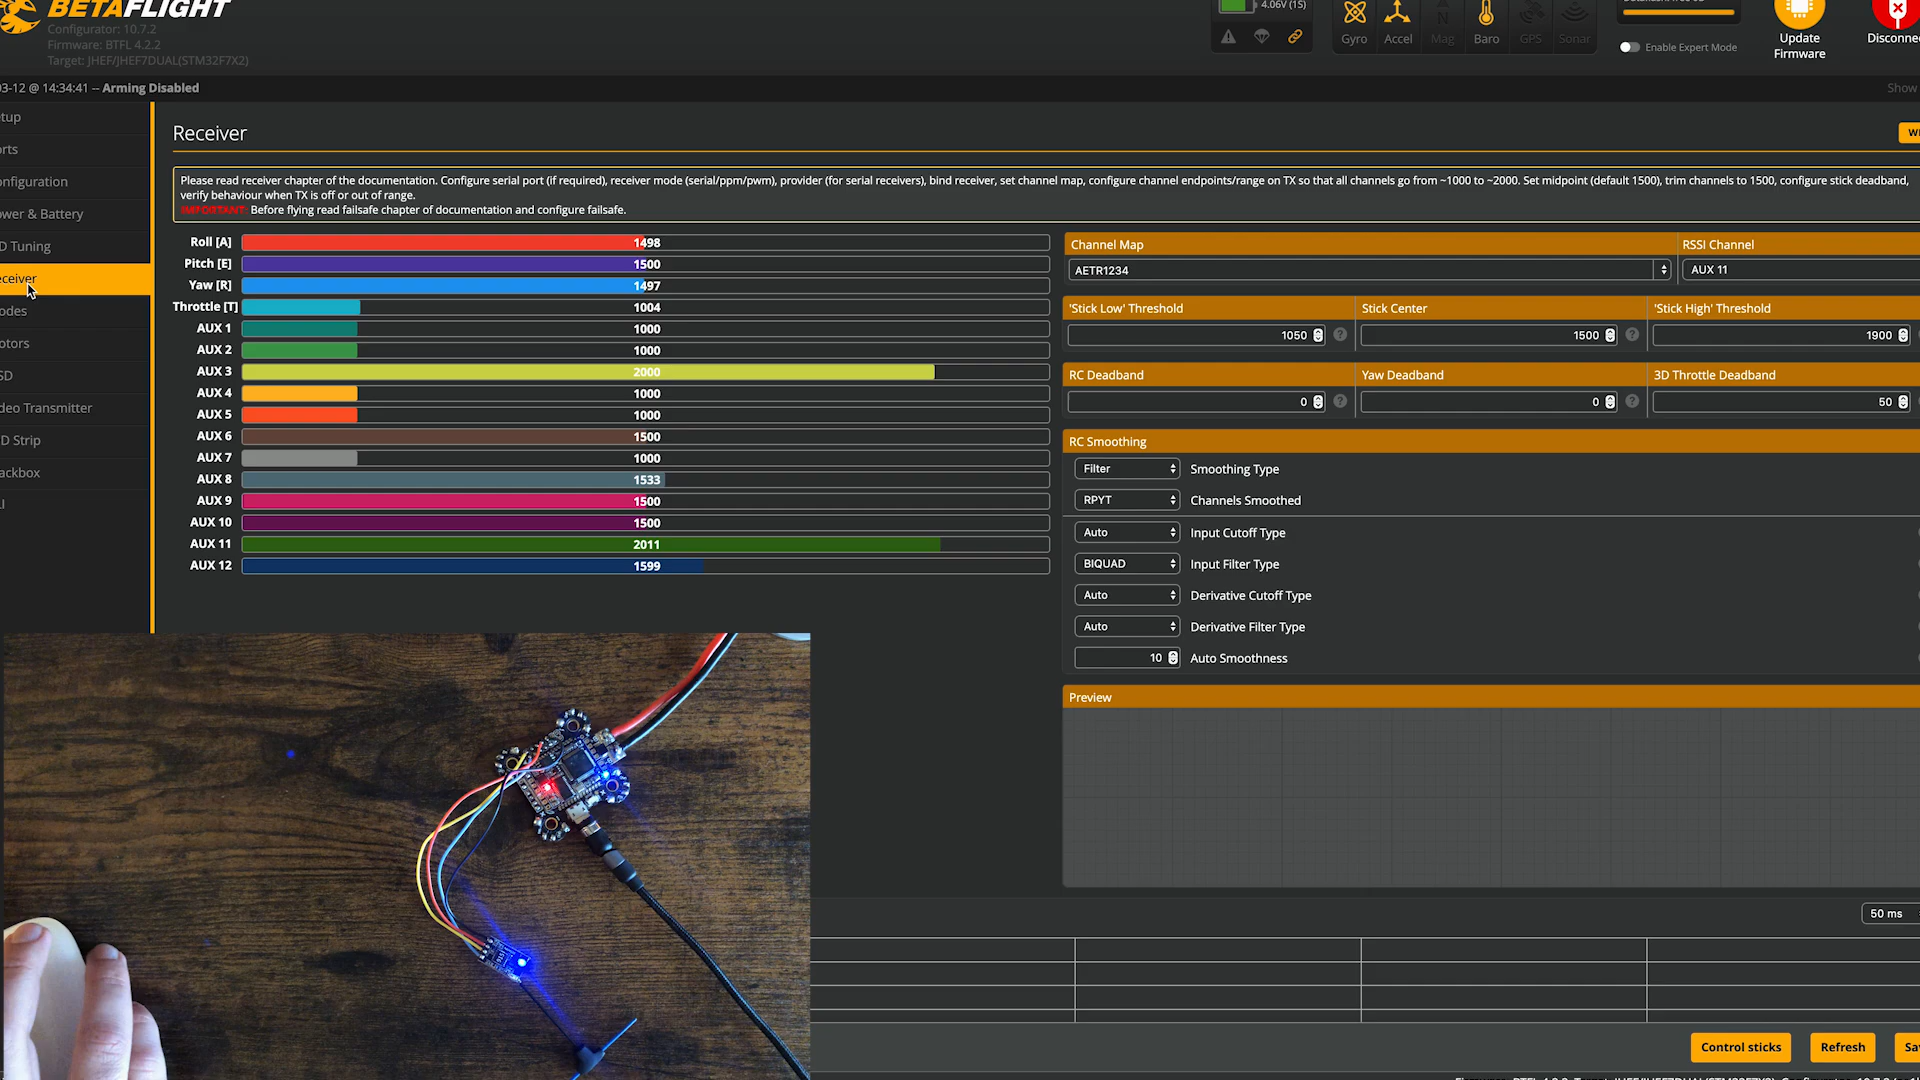 BETAFLIGHT
Configurator: 10.7.2
Firmware: BTFL 4.2.2
Target: JHEF/JHEF7DUAL(STM32F7X2)
4.06V (1S)
Gyro
Accel
Mag
Baro
GPS
Sonar
Enable Expert Mode
Update
Firmware
Disconne
03-12 @ 14:34:41 -- Arming Disabled
Show
etup
orts
onfiguration
ower & Battery
D Tuning
eceiver
odes
otors
SD
deo Transmitter
D Strip
ackbox
LI
Receiver
Please read receiver chapter of the documentation. Configure serial port (if required), receiver mode (serial/ppm/pwm), provider (for serial receivers), bind receiver, set channel map, configure channel endpoints/range on TX so that all channels go from ~1000 to ~2000. Set midpoint (default 1500), trim channels to 1500, configure stick deadband,
verify behaviour when TX is off or out of range.
IMPORTANT: Before flying read failsafe chapter of documentation and configure failsafe.
Roll [A] 1498
Pitch [E] 1500
Yaw [R] 1497
Throttle [T] 1004
AUX 1 1000
AUX 2 1000
AUX 3 2000
AUX 4 1000
AUX 5 1000
AUX 6 1500
AUX 7 1000
AUX 8 1533
AUX 9 1500
AUX 10 1500
AUX 11 2011
AUX 12 1599
Channel Map
RSSI Channel
AETR1234
AUX 11
'Stick Low' Threshold
Stick Center
'Stick High' Threshold
1050
1500
1900
RC Deadband
Yaw Deadband
3D Throttle Deadband
0
0
50
RC Smoothing
Filter Smoothing Type
RPYT Channels Smoothed
Auto Input Cutoff Type
BIQUAD Input Filter Type
Auto Derivative Cutoff Type
Auto Derivative Filter Type
10 Auto Smoothness
Preview
50 ms
Control sticks
Refresh
Sa